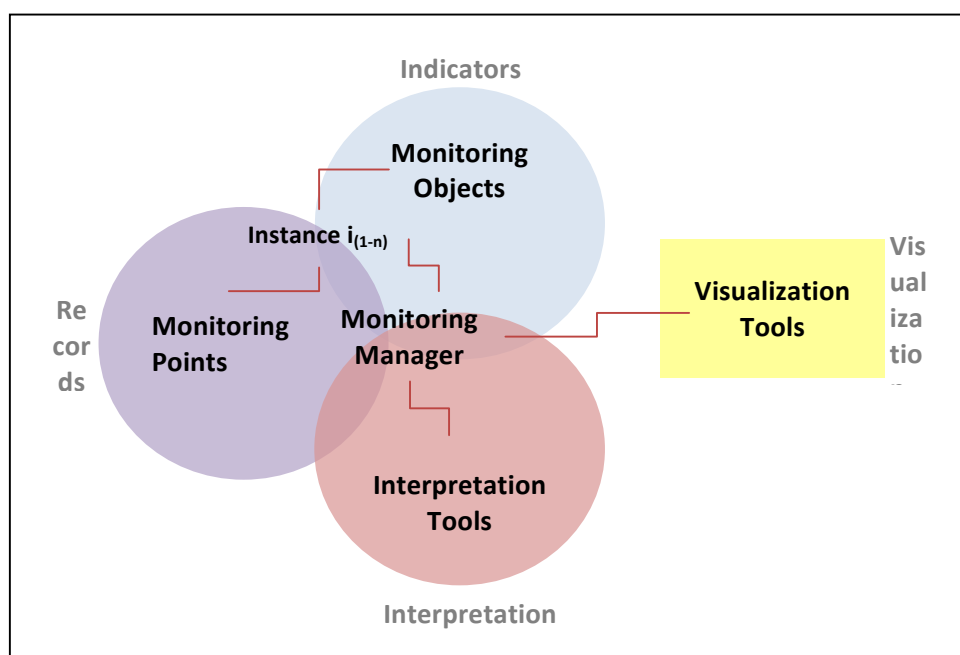 Indicators
Monitoring
Objects
Instance i(1-n)
Monitoring
Points
Re
cor
ds
Monitoring
Manager
Visualization
Tools
Vis
ual
iza
tio
Interpretation
Tools
Interpretation